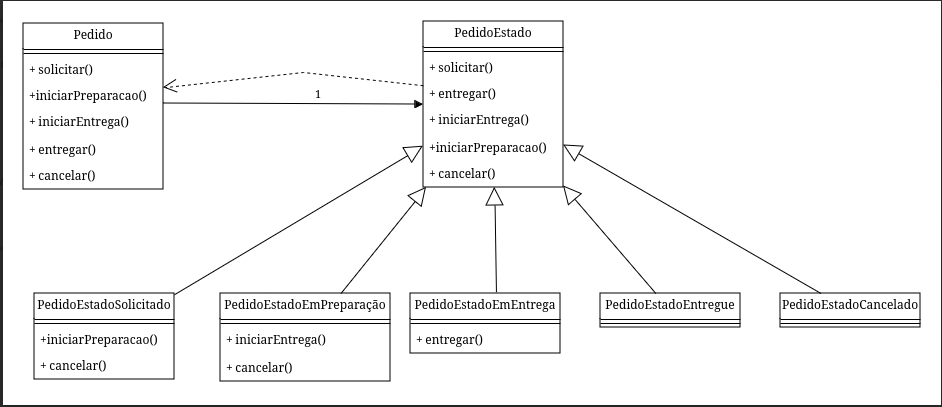 Pedido
+ solicitar()
+iniciarPreparacao()
+ iniciarEntrega()
+ entregar()
+ cancelar()
1
PedidoEstado
+ solicitar()
+ entregar()
+ iniciarEntrega()
+iniciarPreparacao()
+ cancelar()
PedidoEstadoSolicitado
+iniciarPreparacao()
+ cancelar()
PedidoEstadoEmPreparação
+ iniciarEntrega()
+ cancelar()
PedidoEstadoEmEntrega
+ entregar()
PedidoEstadoEntregue
PedidoEstadoCancelado